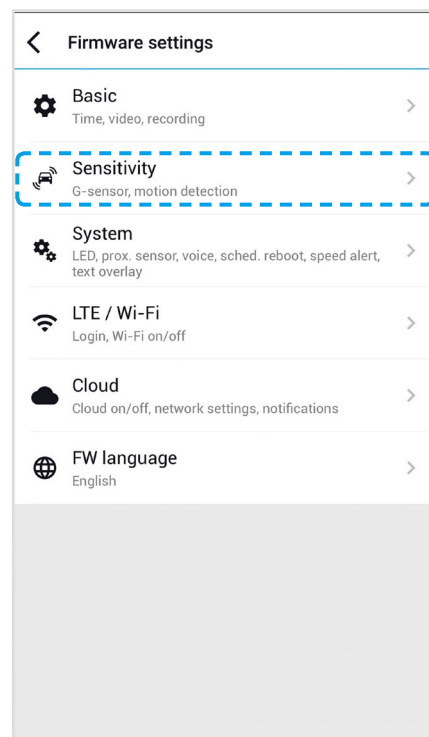 Firmware settings
Basic
Time, video, recording
Sensitivity
G-sensor, motion detection
System
LED, prox. sensor, voice, sched. reboot, speed alert,
text overlay
LTE / Wi-Fi
Login, Wi-Fi on/off
Cloud
Cloud on/off, network settings, notifications
FW language
English